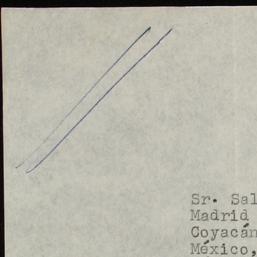 Sr. Sal
Madrid
Coyacán
México,